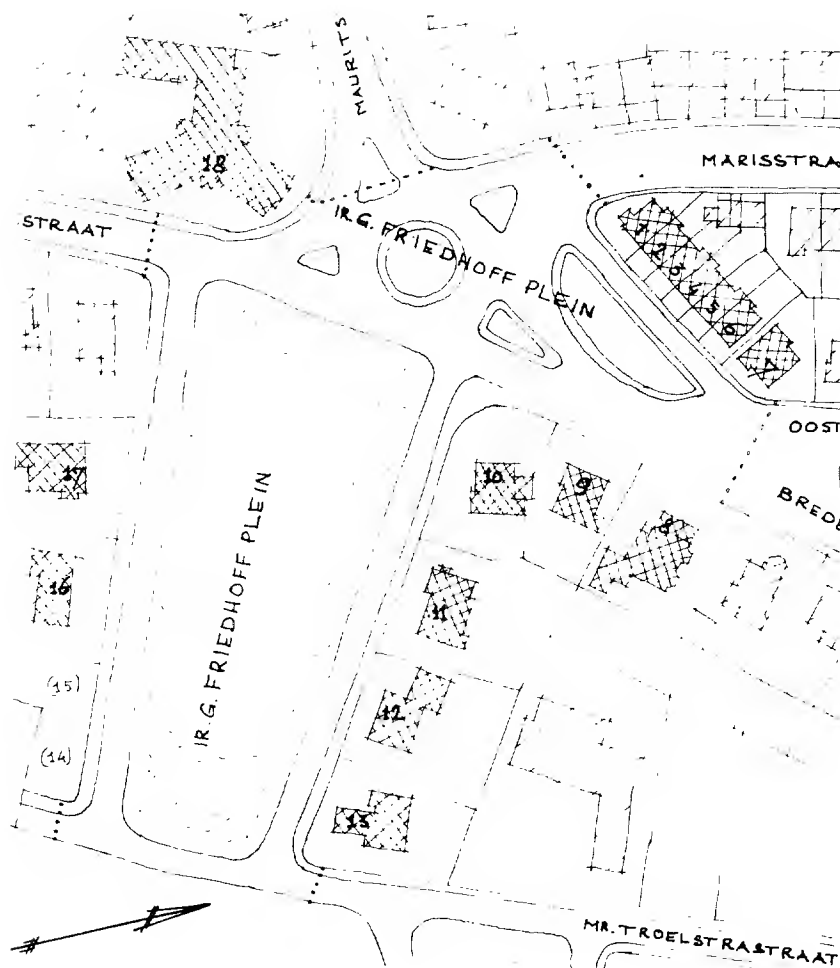 MAURITS
18
MARISSTRA
STRAAT
IR. G. FRIEDHOFF PLEIN
1
2
3
4
5
6
7
OOST
17
10
9
8
BREDE
16
11
IR. G. FRIEDHOFF PLEIN
(15)
12
(14)
13
MR. TROELSTRASTRAAT